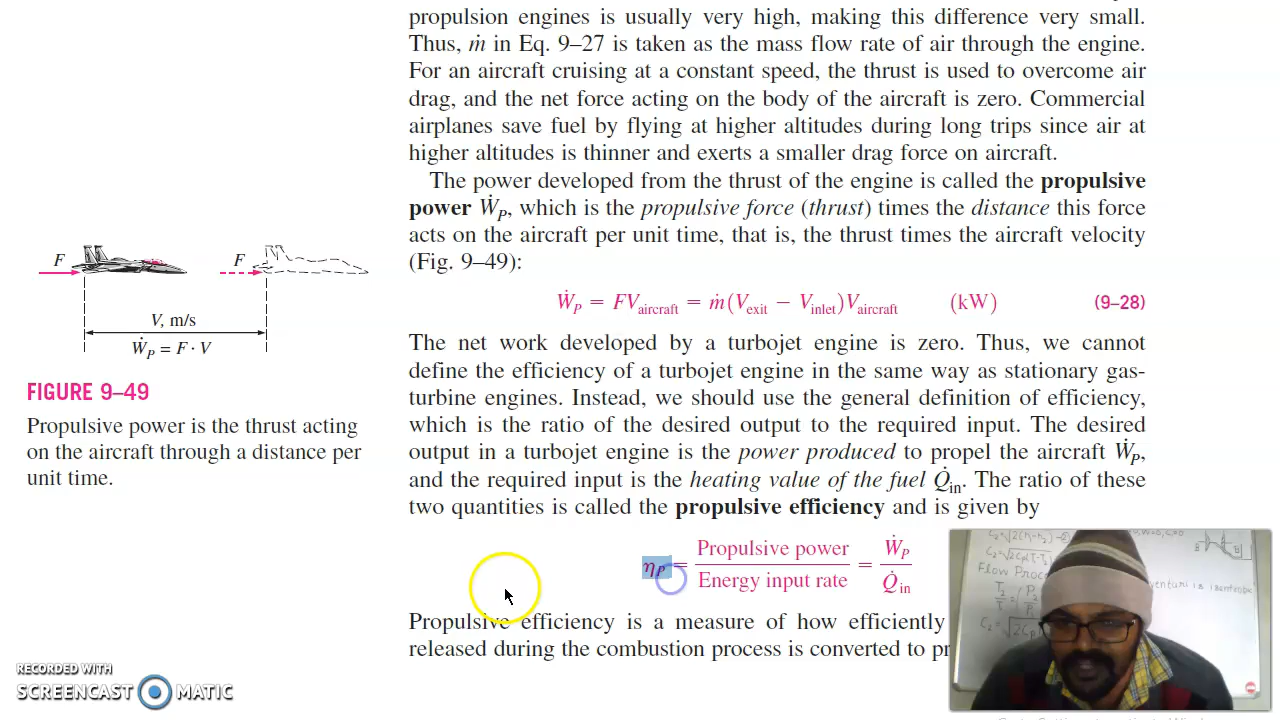 propulsion engines is usually very high, making this difference very small.
Thus, ṁ in Eq. 9–27 is taken as the mass flow rate of air through the engine.
For an aircraft cruising at a constant speed, the thrust is used to overcome air
drag, and the net force acting on the body of the aircraft is zero. Commercial
airplanes save fuel by flying at higher altitudes during long trips since air at
higher altitudes is thinner and exerts a smaller drag force on aircraft.
The power developed from the thrust of the engine is called the propulsive
power Ẇ_P, which is the propulsive force (thrust) times the distance this force
acts on the aircraft per unit time, that is, the thrust times the aircraft velocity
(Fig. 9–49):
Ẇ_P = FV_aircraft = ṁ(V_exit − V_inlet)V_aircraft (kW) (9–28)
The net work developed by a turbojet engine is zero. Thus, we cannot
define the efficiency of a turbojet engine in the same way as stationary gas-
turbine engines. Instead, we should use the general definition of efficiency,
which is the ratio of the desired output to the required input. The desired
output in a turbojet engine is the power produced to propel the aircraft Ẇ_P,
and the required input is the heating value of the fuel Q̇_in. The ratio of these
two quantities is called the propulsive efficiency and is given by
η_P = Propulsive power / Energy input rate = Ẇ_P / Q̇_in
Propulsive efficiency is a measure of how efficiently
released during the combustion process is converted to pr
F F
V, m/s
Ẇ_P = F · V
FIGURE 9–49
Propulsive power is the thrust acting
on the aircraft through a distance per
unit time.
RECORDED WITH
SCREENCAST MATIC
Flow Proce